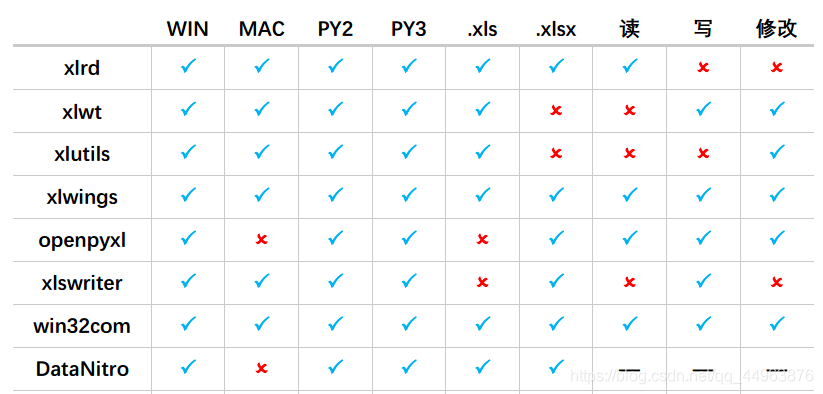 WIN MAC PY2 PY3 .xls .xlsx 读 写 修改
xlrd ✓ ✓ ✓ ✓ ✓ ✓ ✓ ✗ ✗
xlwt ✓ ✓ ✓ ✓ ✓ ✗ ✗ ✓ ✓
xlutils ✓ ✓ ✓ ✓ ✓ ✗ ✗ ✗ ✓
xlwings ✓ ✓ ✓ ✓ ✓ ✓ ✓ ✓ ✓
openpyxl ✓ ✗ ✓ ✓ ✗ ✓ ✓ ✓ ✓
xlswriter ✓ ✓ ✓ ✓ ✗ ✓ ✗ ✓ ✗
win32com ✓ ✓ ✓ ✓ ✓ ✓ ✓ ✓ ✓
DataNitro ✓ ✗ ✓ ✓ ✓ ✓ — — —
https://blog.csdn.net/qq_44963876